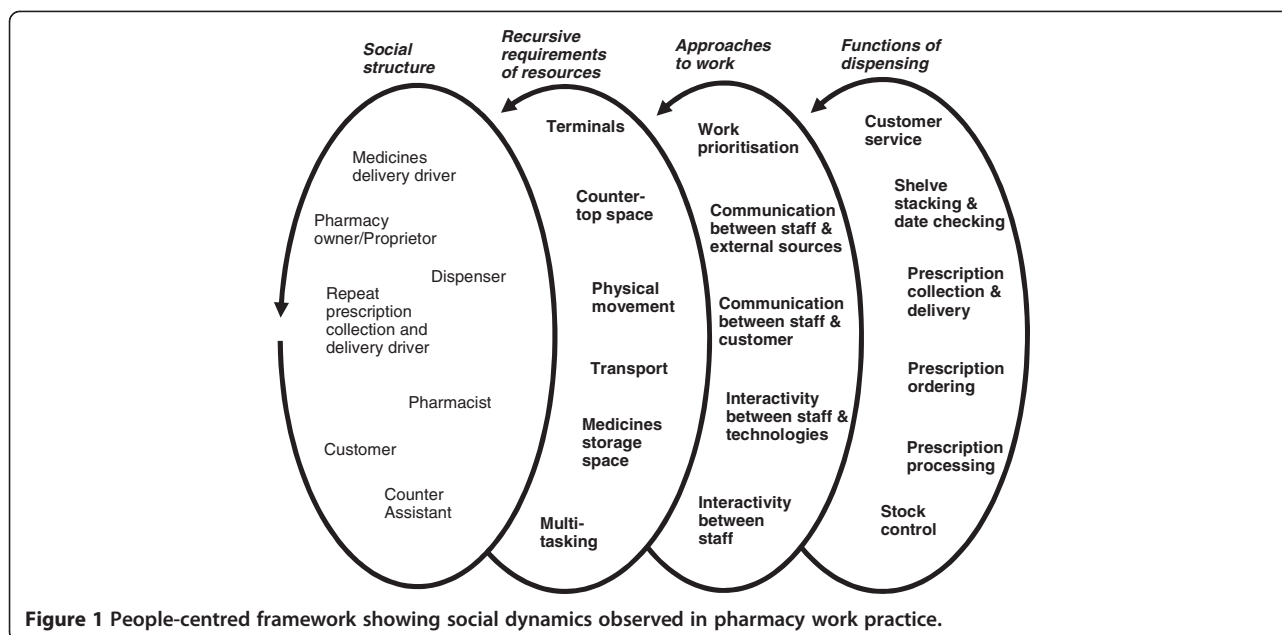 Social
structure
Recursive
requirements
of resources
Approaches
to work
Functions of
dispensing
Medicines
delivery driver
Pharmacy
owner/Proprietor
Dispenser
Repeat
prescription
collection and
delivery driver
Pharmacist
Customer
Counter
Assistant
Terminals
Counter-
top space
Physical
movement
Transport
Medicines
storage
space
Multi-
tasking
Work
prioritisation
Communication
between staff &
external sources
Communication
between staff &
customer
Interactivity
between staff &
technologies
Interactivity
between
staff
Customer
service
Shelve
stacking &
date checking
Prescription
collection &
delivery
Prescription
ordering
Prescription
processing
Stock
control
Figure 1 People-centred framework showing social dynamics observed in pharmacy work practice.